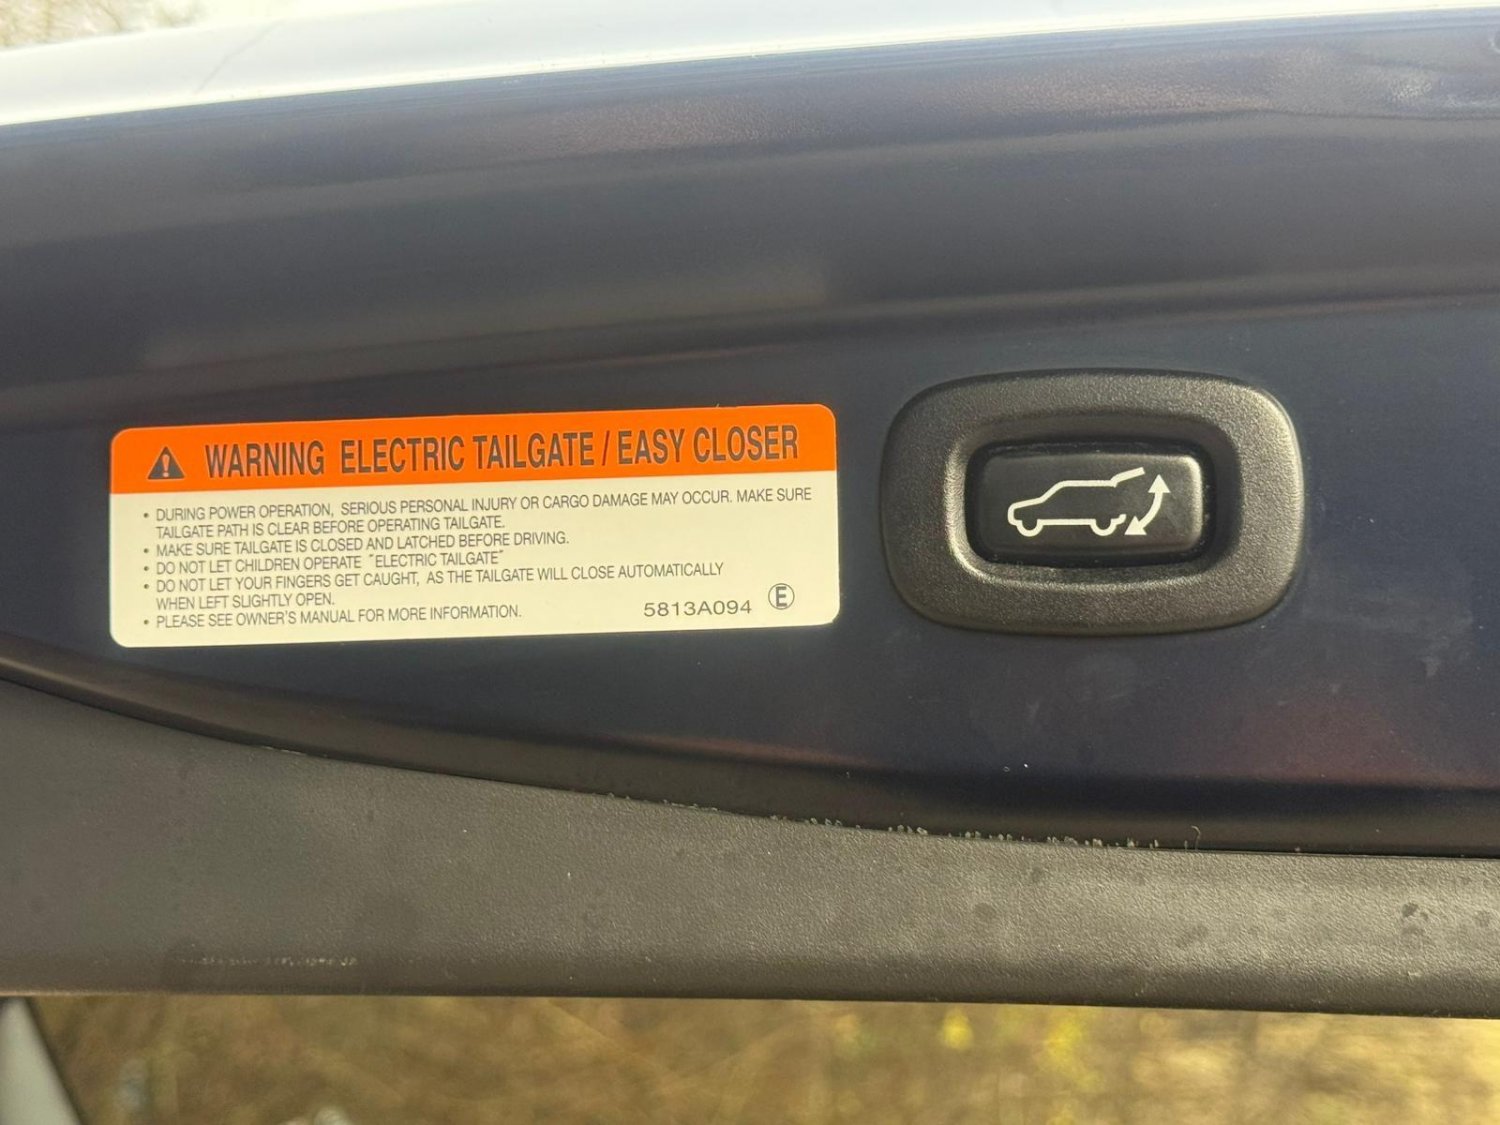 WARNING ELECTRIC TAILGATE / EASY CLOSER
• DURING POWER OPERATION, SERIOUS PERSONAL INJURY OR CARGO DAMAGE MAY OCCUR. MAKE SURE
TAILGATE PATH IS CLEAR BEFORE OPERATING TAILGATE.
• MAKE SURE TAILGATE IS CLOSED AND LATCHED BEFORE DRIVING.
• DO NOT LET CHILDREN OPERATE "ELECTRIC TAILGATE"
• DO NOT LET YOUR FINGERS GET CAUGHT, AS THE TAILGATE WILL CLOSE AUTOMATICALLY
WHEN LEFT SLIGHTLY OPEN.
• PLEASE SEE OWNER'S MANUAL FOR MORE INFORMATION.
5813A094 E